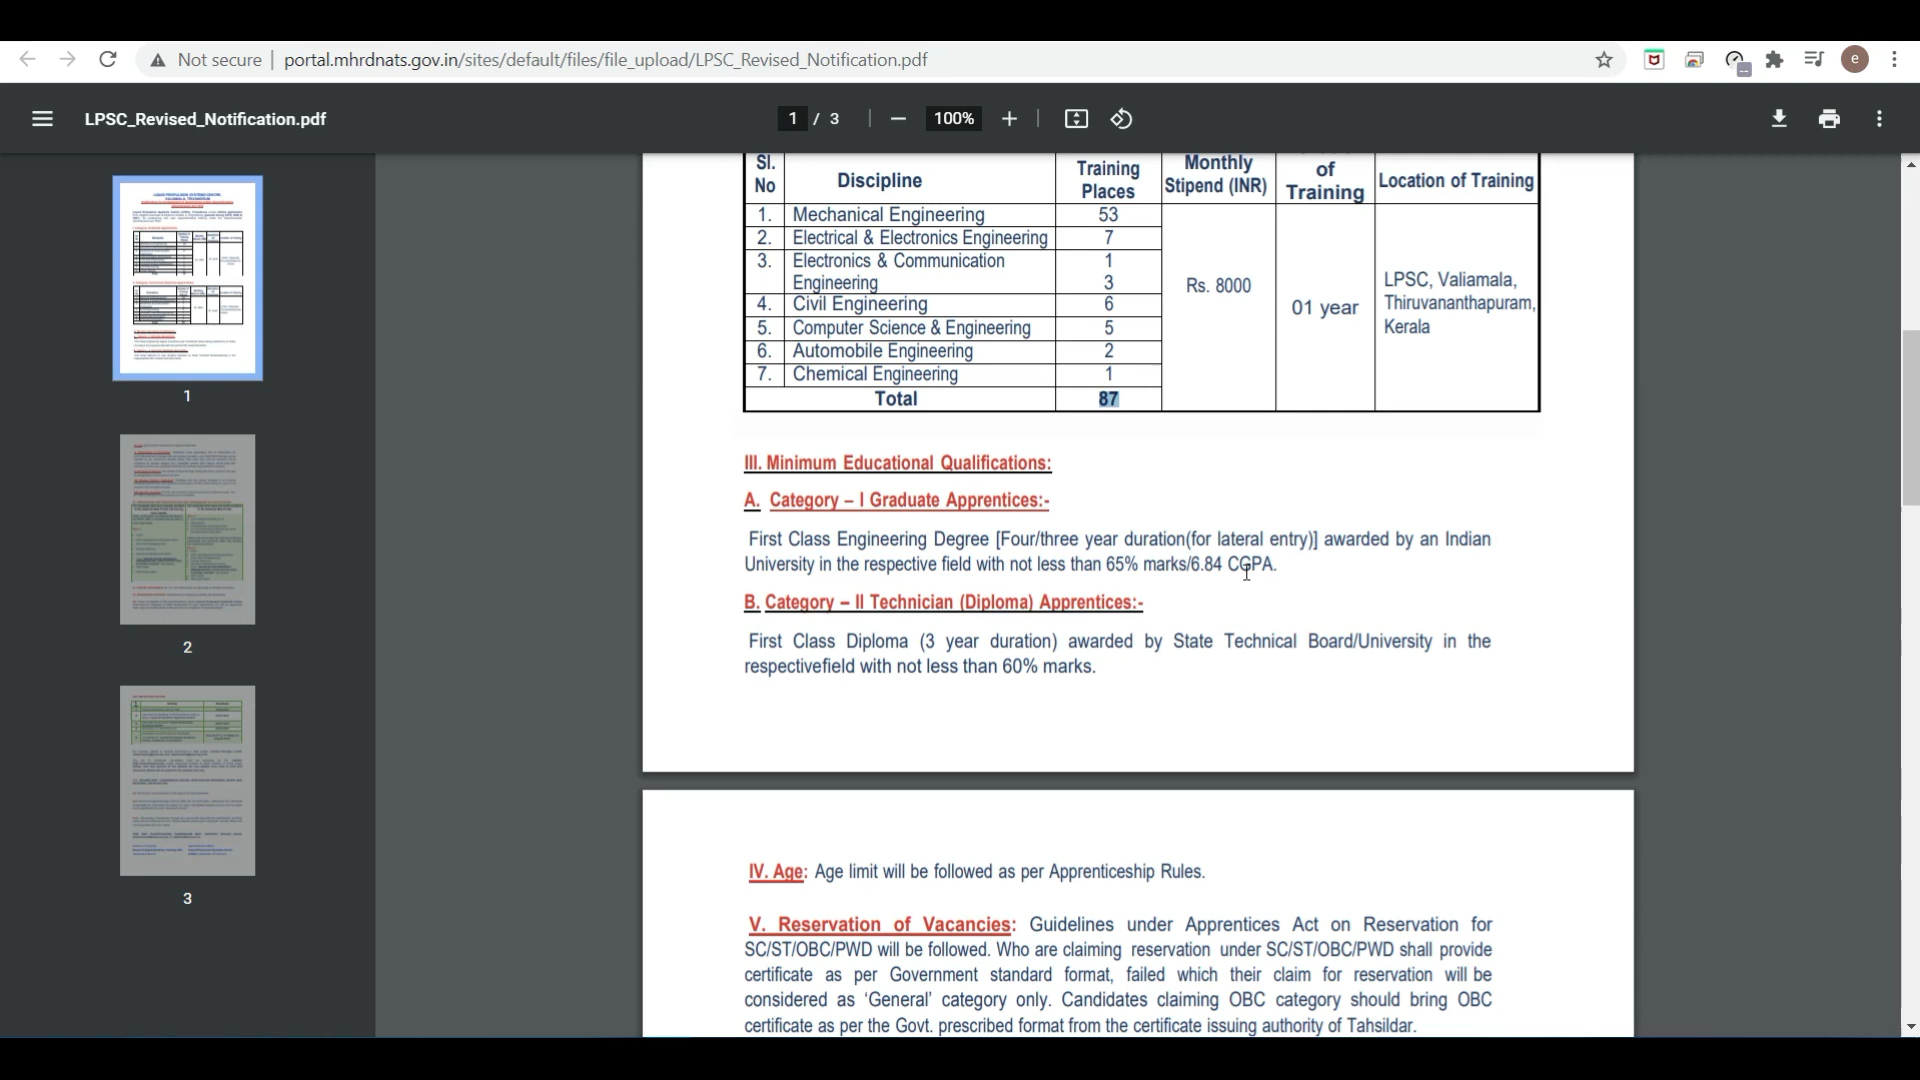 Not secure | portal.mhrdnats.gov.in/sites/default/files/file_upload/LPSC_Revised_Notification.pdf
e
LPSC_Revised_Notification.pdf
1 / 3
100%
Sl. No
Discipline
Training Places
Monthly Stipend (INR)
of Training
Location of Training
1. Mechanical Engineering 53
2. Electrical & Electronics Engineering 7
3. Electronics & Communication 1
Engineering 3
4. Civil Engineering 6
5. Computer Science & Engineering 5
6. Automobile Engineering 2
7. Chemical Engineering 1
Total 87
Rs. 8000
01 year
LPSC, Valiamala,
Thiruvananthapuram,
Kerala
III. Minimum Educational Qualifications:
A. Category – I Graduate Apprentices:-
First Class Engineering Degree [Four/three year duration(for lateral entry)] awarded by an Indian
University in the respective field with not less than 65% marks/6.84 CGPA.
B. Category – II Technician (Diploma) Apprentices:-
First Class Diploma (3 year duration) awarded by State Technical Board/University in the
respectivefield with not less than 60% marks.
IV. Age: Age limit will be followed as per Apprenticeship Rules.
V. Reservation of Vacancies: Guidelines under Apprentices Act on Reservation for
SC/ST/OBC/PWD will be followed. Who are claiming reservation under SC/ST/OBC/PWD shall provide
certificate as per Government standard format, failed which their claim for reservation will be
considered as ‘General’ category only. Candidates claiming OBC category should bring OBC
certificate as per the Govt. prescribed format from the certificate issuing authority of Tahsildar.
1
2
3